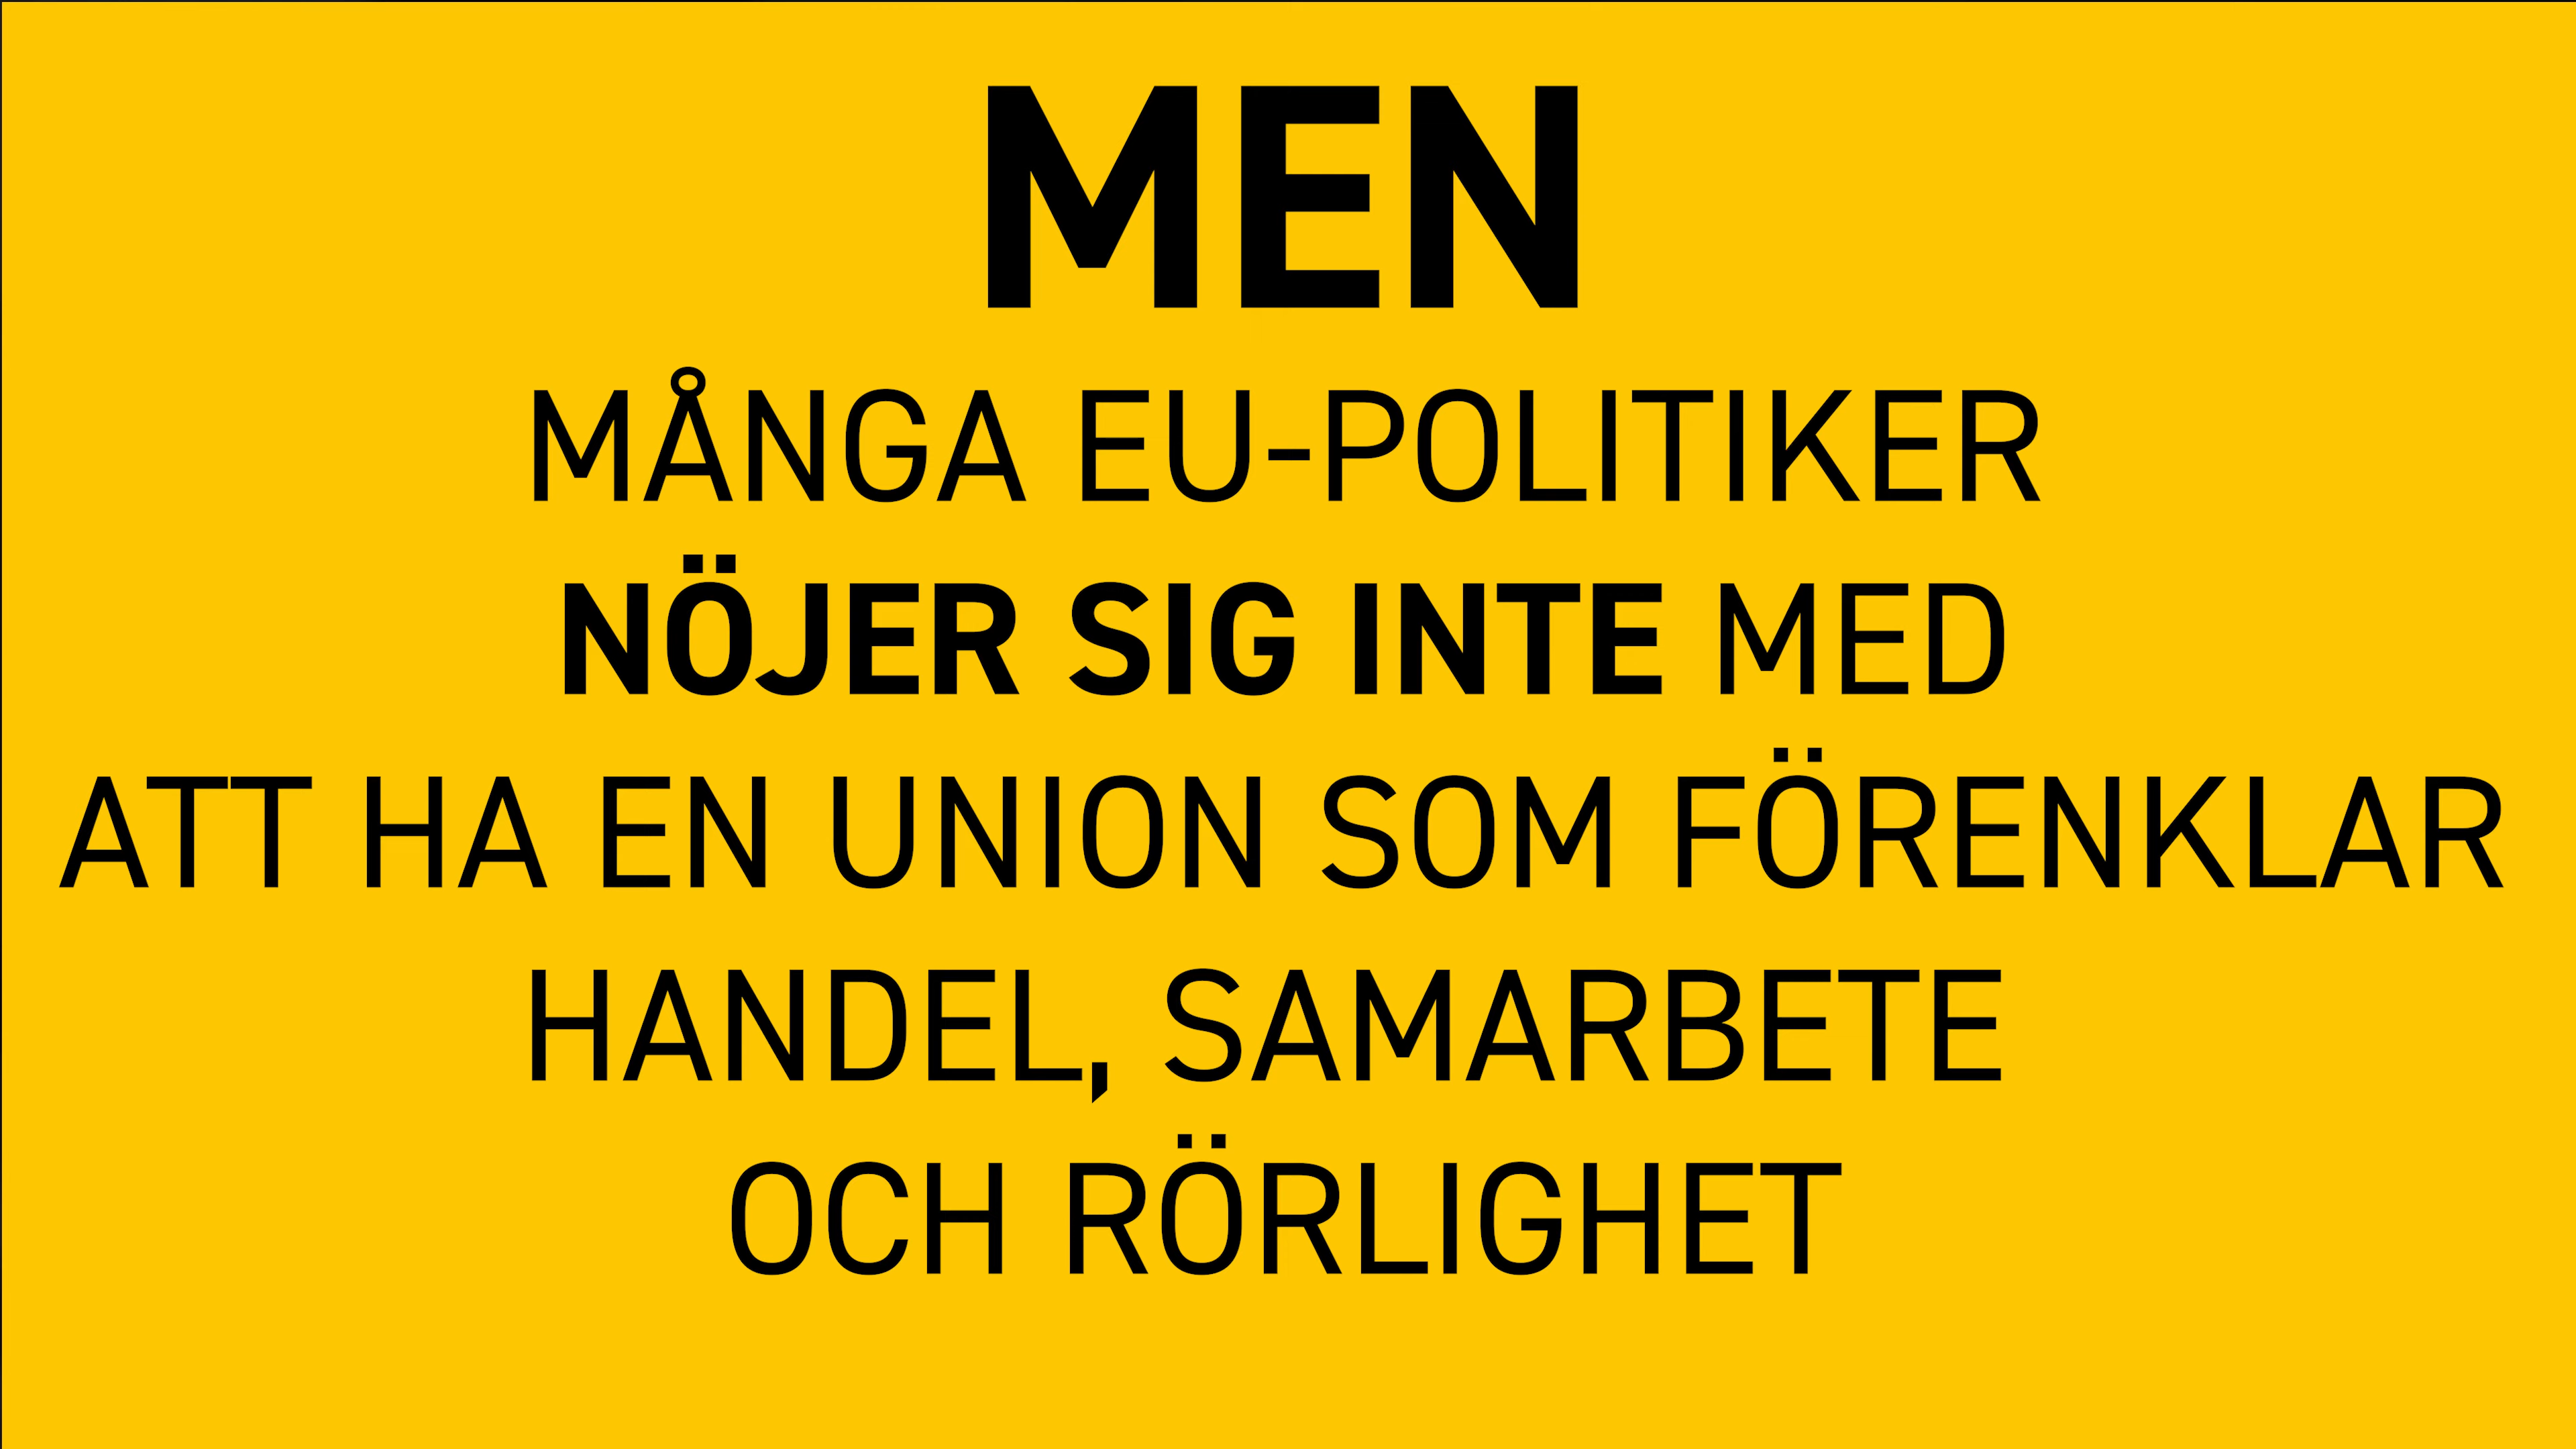 MEN
MÅNGA EU-POLITIKER
NÖJER SIG INTE MED
ATT HA EN UNION SOM FÖRENKLAR
HANDEL, SAMARBETE
OCH RÖRLIGHET